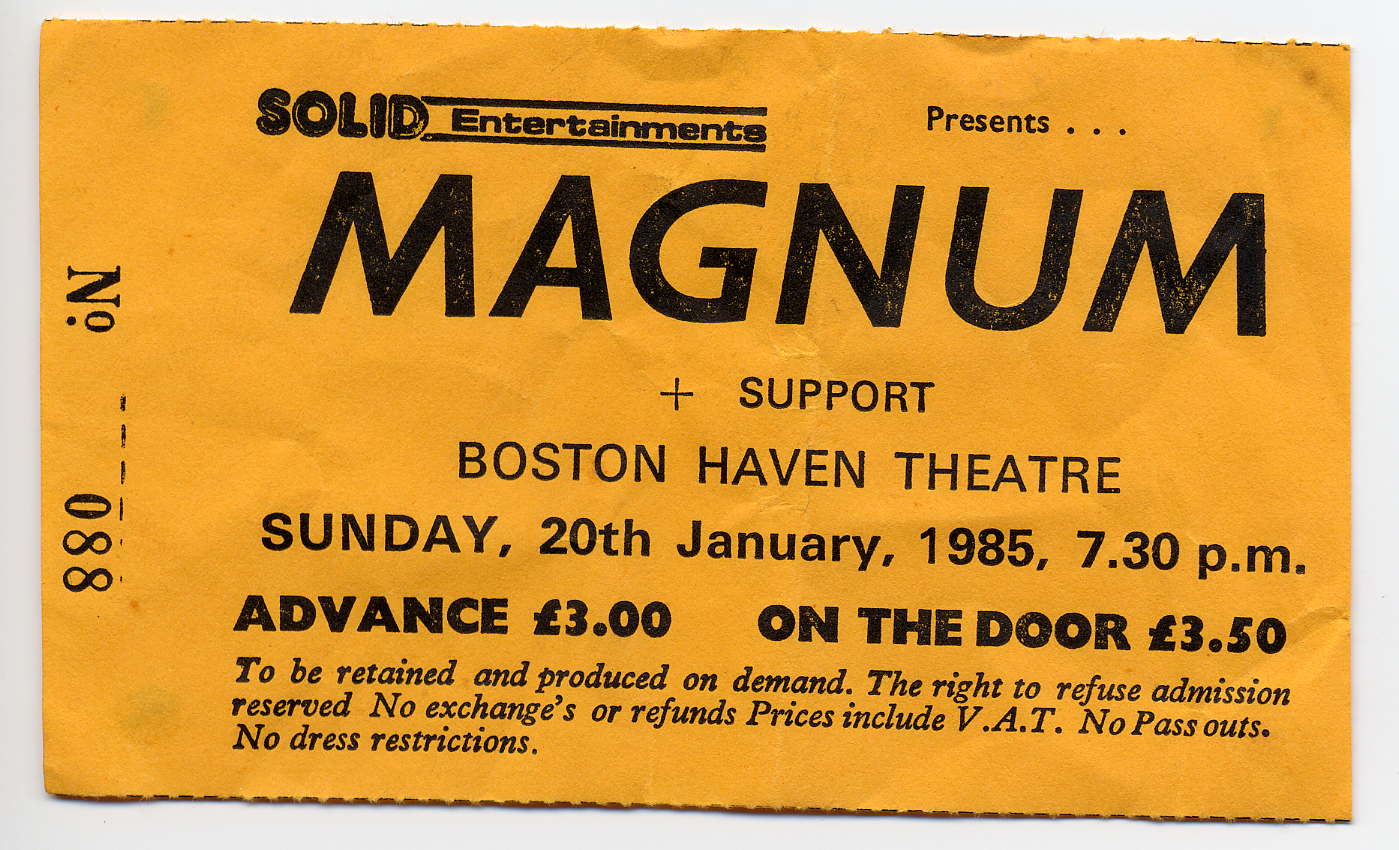 SOLID Entertainments Presents . . .
MAGNUM
+ SUPPORT
BOSTON HAVEN THEATRE
SUNDAY, 20th January, 1985, 7.30 p.m.
ADVANCE £3.00 ON THE DOOR £3.50
To be retained and produced on demand. The right to refuse admission
reserved No exchange's or refunds Prices include V.A.T. No Pass outs.
No dress restrictions.
No 088